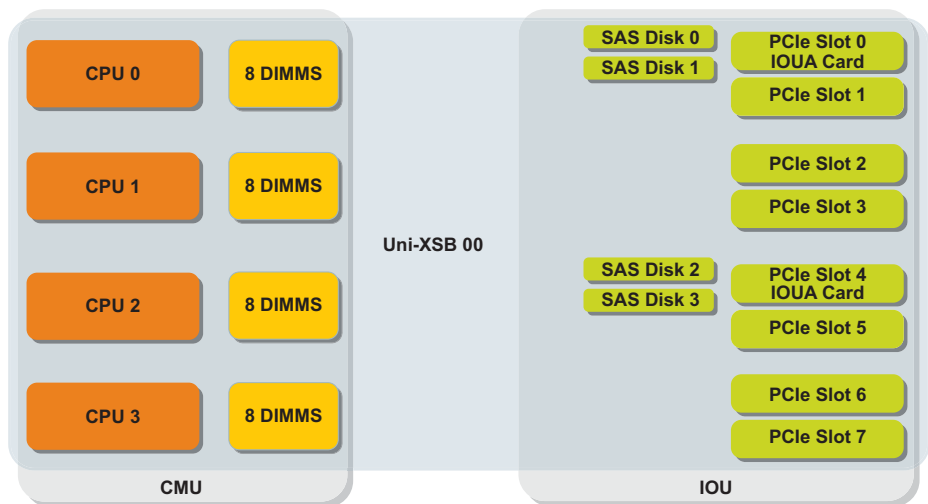 CPU 0
8 DIMMS
CPU 1
8 DIMMS
CPU 2
8 DIMMS
CPU 3
8 DIMMS
CMU
Uni-XSB 00
SAS Disk 0
SAS Disk 1
PCIe Slot 0
IOUA Card
PCIe Slot 1
PCIe Slot 2
PCIe Slot 3
SAS Disk 2
SAS Disk 3
PCIe Slot 4
IOUA Card
PCIe Slot 5
PCIe Slot 6
PCIe Slot 7
IOU